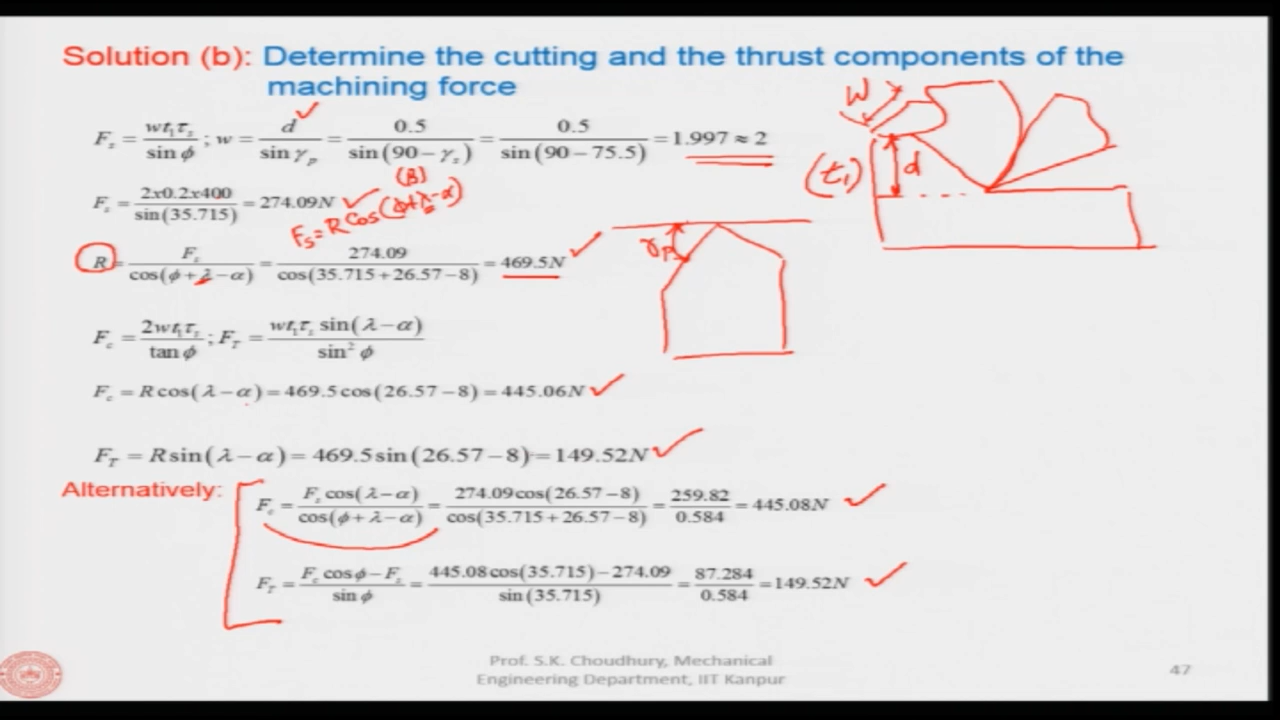 Solution (b): Determine the cutting and the thrust components of the
machining force
F_s = wt₁τ_s / sin ϕ ; w = d / sin γ_p = 0.5 / sin(90 − γ_s) = 0.5 / sin(90 − 75.5) = 1.997 ≈ 2
F_s = 2x0.2x400 / sin(35.715) = 274.09N
(β)
F_s = R Cos(ϕ+λ−α)
R = F_s / cos(ϕ + λ − α) = 274.09 / cos(35.715 + 26.57 − 8) = 469.5N
F_c = 2wt₁τ_s / tan ϕ ; F_T = wt₁τ_s sin(λ − α) / sin² ϕ
F_c = R cos(λ − α) = 469.5 cos(26.57 − 8) = 445.06N
F_T = R sin(λ − α) = 469.5 sin(26.57 − 8) = 149.52N
Alternatively:
F_c = F_s cos(λ − α) / cos(ϕ + λ − α) = 274.09 cos(26.57 − 8) / cos(35.715 + 26.57 − 8) = 259.82 / 0.584 = 445.08N
F_T = F_c cos ϕ − F_s / sin ϕ = 445.08 cos(35.715) − 274.09 / sin(35.715) = 87.284 / 0.584 = 149.52N
W
(t₁)
d
γ_p
Prof. S.K. Choudhury, Mechanical
Engineering Department, IIT Kanpur
47